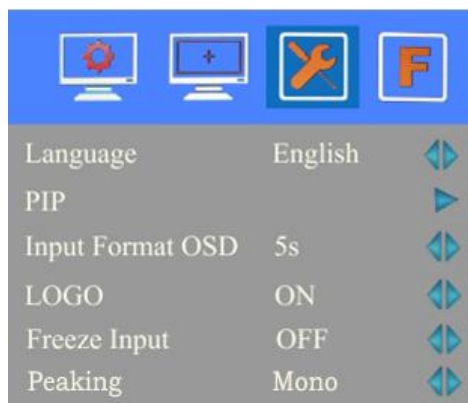 F
Language English
PIP
Input Format OSD 5s
LOGO ON
Freeze Input OFF
Peaking Mono